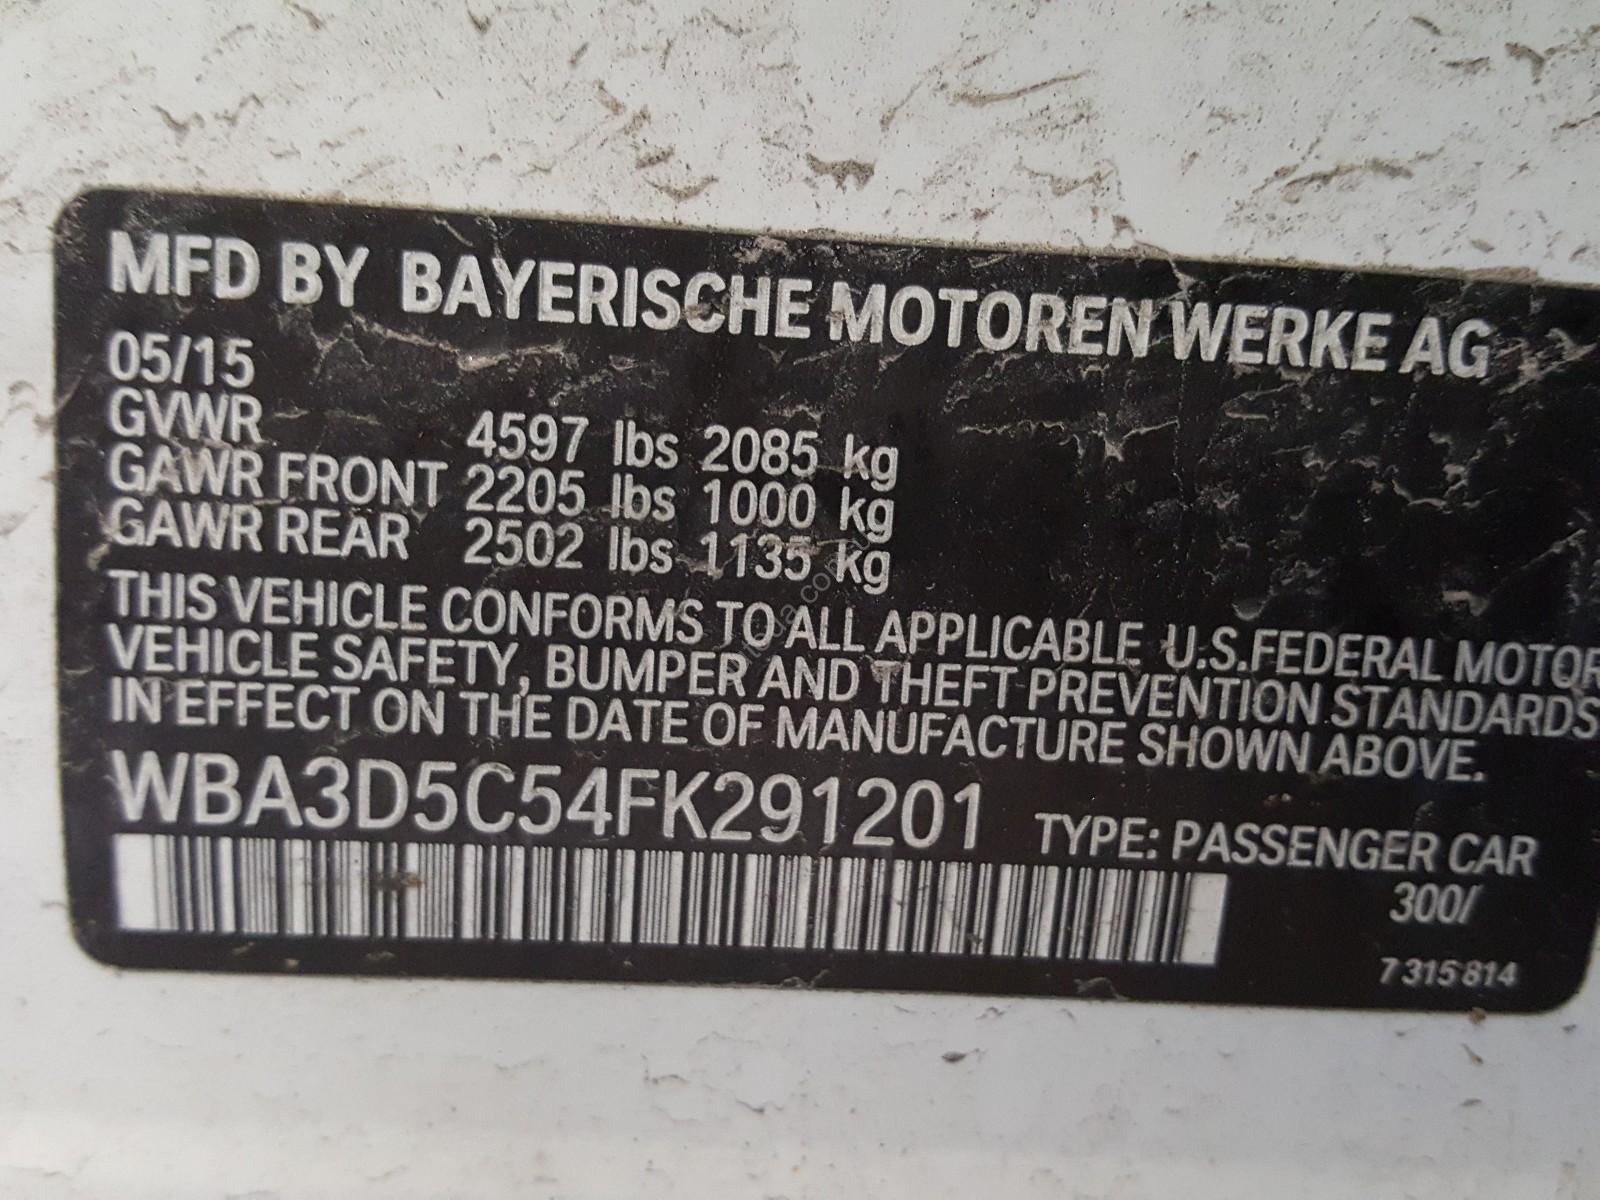 MFD BY BAYERISCHE MOTOREN WERKE AG
05/15
GVWR 4597 lbs 2085 kg
GAWR FRONT 2205 lbs 1000 kg
GAWR REAR 2502 lbs 1135 kg
THIS VEHICLE CONFORMS TO ALL APPLICABLE U.S.FEDERAL MOTOR
VEHICLE SAFETY, BUMPER AND THEFT PREVENTION STANDARDS
IN EFFECT ON THE DATE OF MANUFACTURE SHOWN ABOVE.
WBA3D5C54FK291201 TYPE: PASSENGER CAR
300/
7 315 814